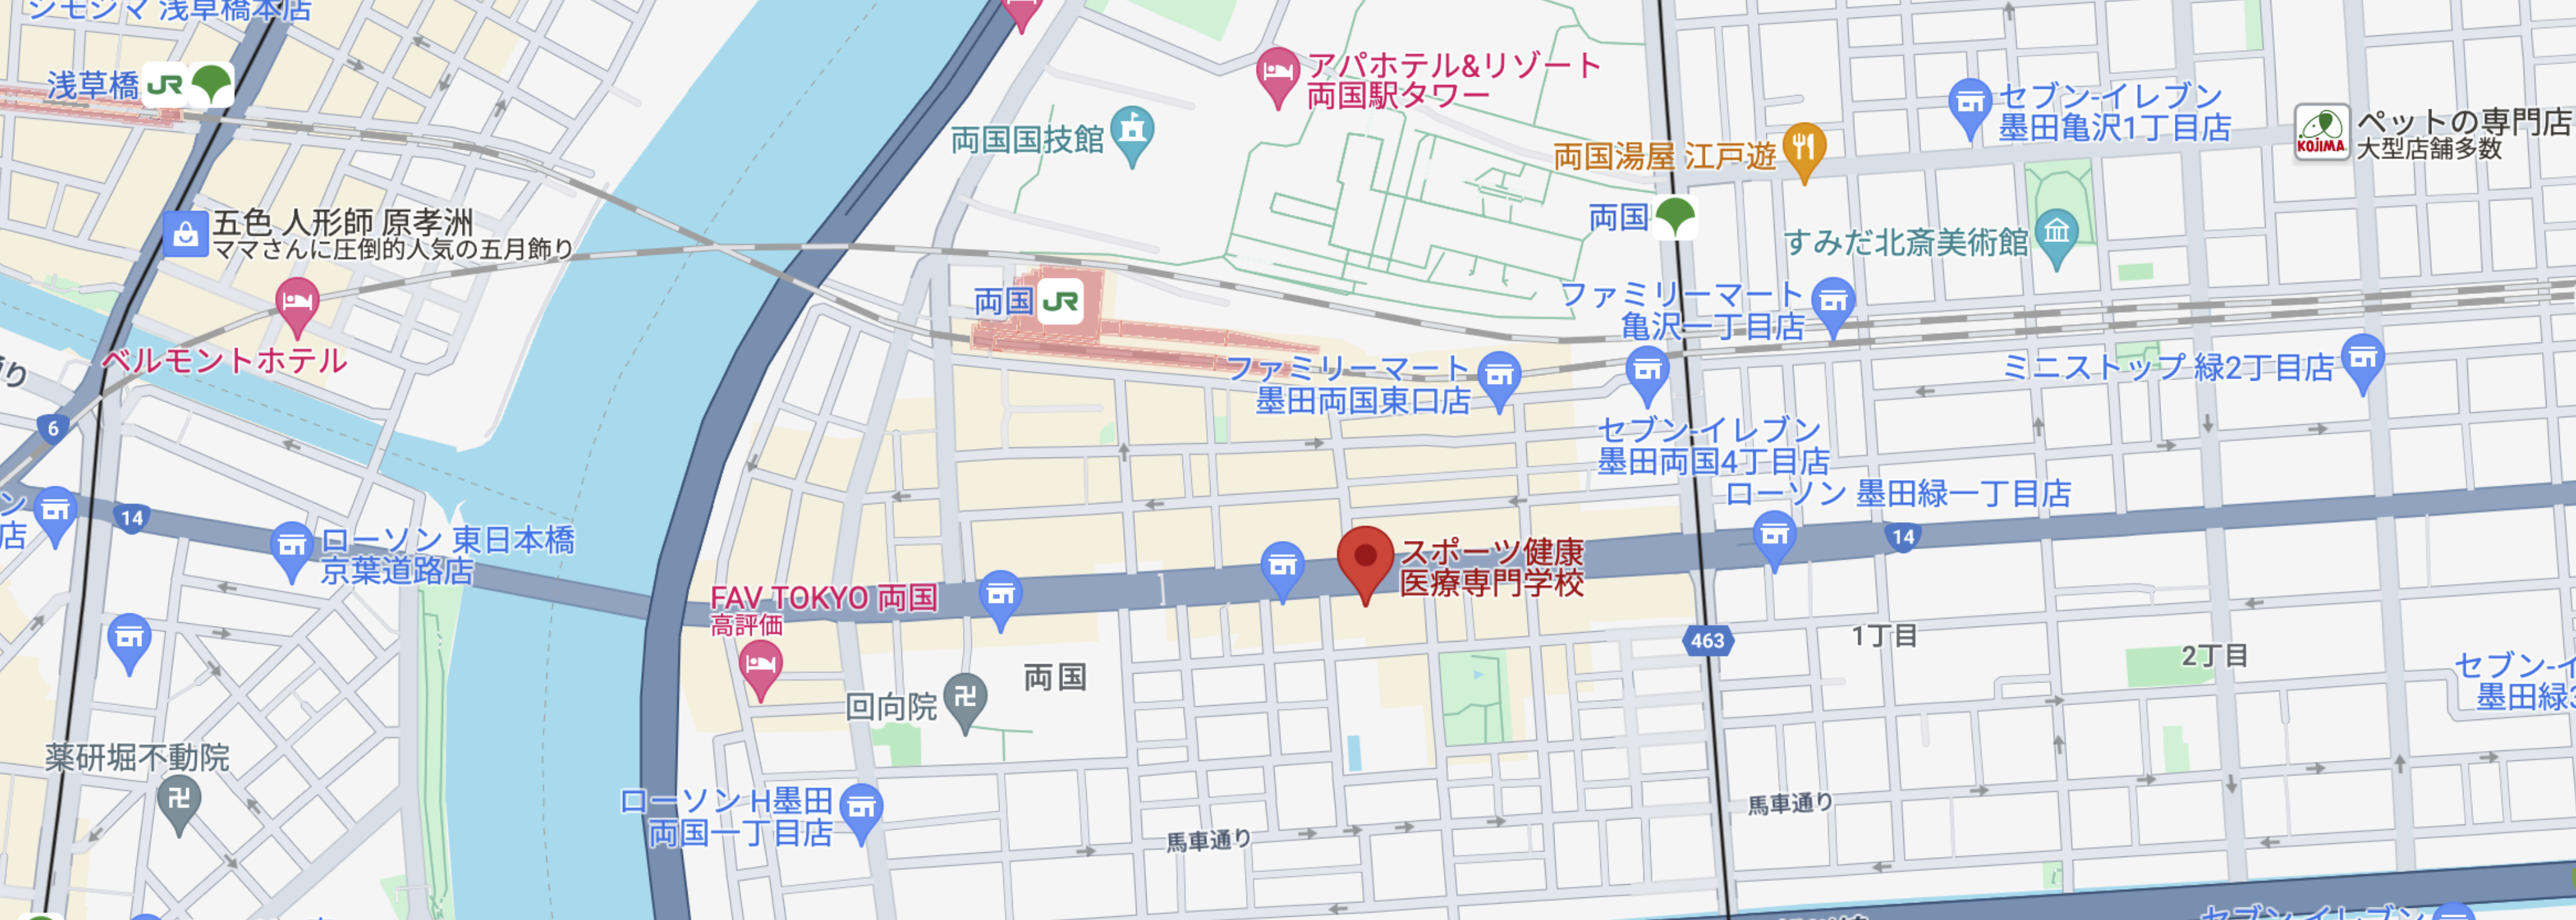 シモジマ 浅草橋本店
浅草橋
JR
アパホテル&リゾート
両国駅タワー
両国国技館
セブン-イレブン
墨田亀沢1丁目店
KOJIMA
ペットの専門店
大型店舗多数
両国湯屋 江戸遊
両国
すみだ北斎美術館
五色 人形師 原孝洲
ママさんに圧倒的人気の五月飾り
ベルモントホテル
両国
JR
ファミリーマート
亀沢一丁目店
ファミリーマート
墨田両国東口店
ミニストップ 緑2丁目店
り
6
セブン-イレブン
墨田両国4丁目店
ローソン 墨田緑一丁目店
ン
店
14
ローソン 東日本橋
京葉道路店
14
スポーツ健康
医療専門学校
FAV TOKYO 両国
高評価
463
1丁目
2丁目
両国
回向院
セブン-イ
墨田緑3
薬研堀不動院
ローソン H墨田
両国一丁目店
馬車通り
馬車通り